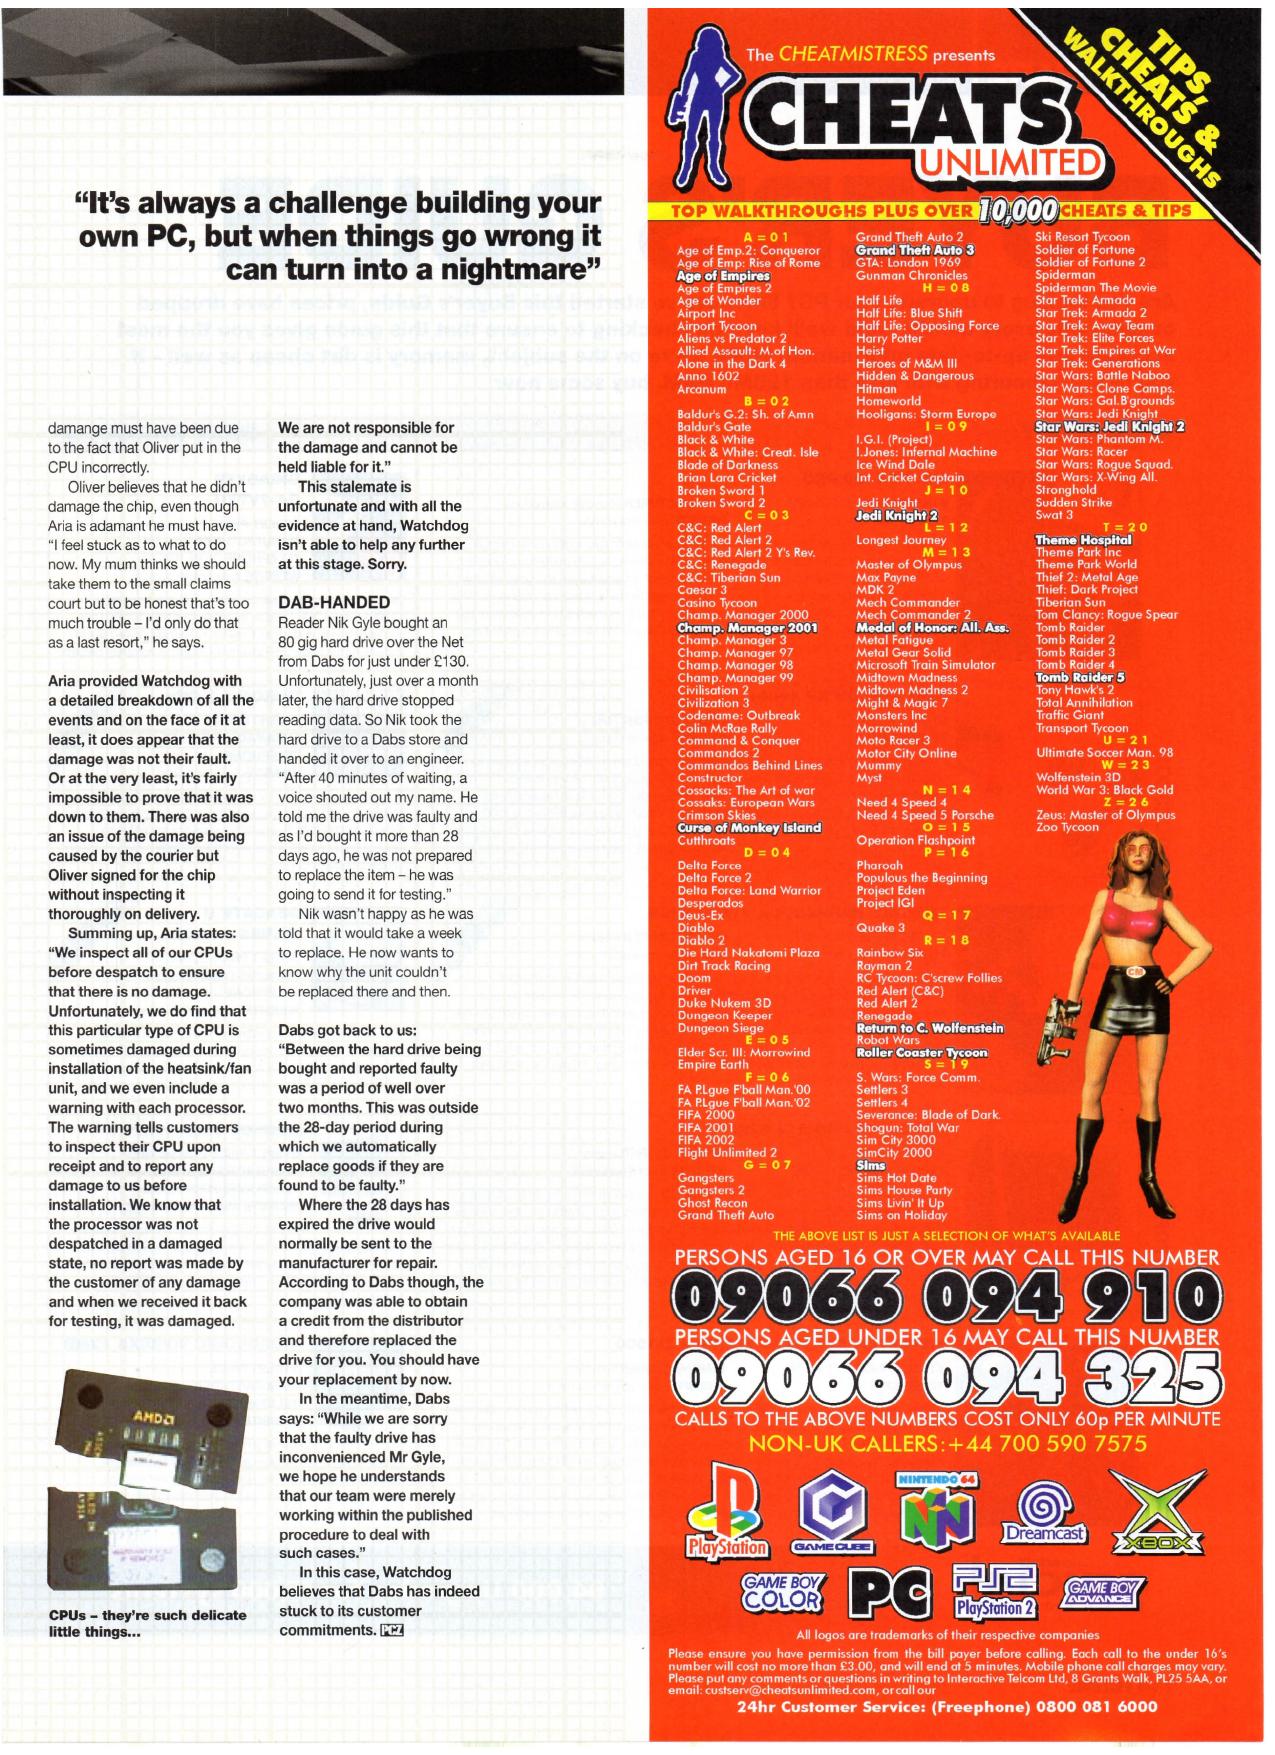 “It’s always a challenge building your
own PC, but when things go wrong it
can turn into a nightmare”
damange must have been due
to the fact that Oliver put in the
CPU incorrectly.
Oliver believes that he didn’t
damage the chip, even though
Aria is adamant he must have.
“I feel stuck as to what to do
now. My mum thinks we should
take them to the small claims
court but to be honest that’s too
much trouble – I’d only do that
as a last resort,” he says.
Aria provided Watchdog with
a detailed breakdown of all the
events and on the face of it at
least, it does appear that the
damage was not their fault.
Or at the very least, it’s fairly
impossible to prove that it was
down to them. There was also
an issue of the damage being
caused by the courier but
Oliver signed for the chip
without inspecting it
thoroughly on delivery.
Summing up, Aria states:
“We inspect all of our CPUs
before despatch to ensure
that there is no damage.
Unfortunately, we do find that
this particular type of CPU is
sometimes damaged during
installation of the heatsink/fan
unit, and we even include a
warning with each processor.
The warning tells customers
to inspect their CPU upon
receipt and to report any
damage to us before
installation. We know that
the processor was not
despatched in a damaged
state, no report was made by
the customer of any damage
and when we received it back
for testing, it was damaged.
AMD
CPUs – they’re such delicate
little things...
We are not responsible for
the damage and cannot be
held liable for it.”
This stalemate is
unfortunate and with all the
evidence at hand, Watchdog
isn’t able to help any further
at this stage. Sorry.
DAB-HANDED
Reader Nik Gyle bought an
80 gig hard drive over the Net
from Dabs for just under £130.
Unfortunately, just over a month
later, the hard drive stopped
reading data. So Nik took the
hard drive to a Dabs store and
handed it over to an engineer.
“After 40 minutes of waiting, a
voice shouted out my name. He
told me the drive was faulty and
as I’d bought it more than 28
days ago, he was not prepared
to replace the item – he was
going to send it for testing.”
Nik wasn’t happy as he was
told that it would take a week
to replace. He now wants to
know why the unit couldn’t
be replaced there and then.
Dabs got back to us:
“Between the hard drive being
bought and reported faulty
was a period of well over
two months. This was outside
the 28-day period during
which we automatically
replace goods if they are
found to be faulty.”
Where the 28 days has
expired the drive would
normally be sent to the
manufacturer for repair.
According to Dabs though, the
company was able to obtain
a credit from the distributor
and therefore replaced the
drive for you. You should have
your replacement by now.
In the meantime, Dabs
says: “While we are sorry
that the faulty drive has
inconvenienced Mr Gyle,
we hope he understands
that our team were merely
working within the published
procedure to deal with
such cases.”
In this case, Watchdog
believes that Dabs has indeed
stuck to its customer
commitments. PCZ
The CHEATMISTRESS presents
CHEATS
UNLIMITED
TIPS,
CHEATS &
WALKTHROUGHS
TOP WALKTHROUGHS PLUS OVER 10,000 CHEATS & TIPS
A = 01
Age of Emp.2: Conqueror
Age of Emp: Rise of Rome
Age of Empires
Age of Empires 2
Age of Wonder
Airport Inc
Airport Tycoon
Aliens vs Predator 2
Allied Assault: M.of Hon.
Alone in the Dark 4
Anno 1602
Arcanum
B = 02
Baldur's G.2: Sh. of Amn
Baldur's Gate
Black & White
Black & White: Creat. Isle
Blade of Darkness
Brian Lara Cricket
Broken Sword 1
Broken Sword 2
C = 03
C&C: Red Alert
C&C: Red Alert 2
C&C: Red Alert 2 Y's Rev.
C&C: Renegade
C&C: Tiberian Sun
Caesar 3
Casino Tycoon
Champ. Manager 2000
Champ. Manager 2001
Champ. Manager 3
Champ. Manager 97
Champ. Manager 98
Champ. Manager 99
Civilisation 2
Civilization 3
Codename: Outbreak
Colin McRae Rally
Command & Conquer
Commandos 2
Commandos Behind Lines
Constructor
Cossacks: The Art of war
Cossaks: European Wars
Crimson Skies
Curse of Monkey Island
Cutthroats
D = 04
Delta Force
Delta Force 2
Delta Force: Land Warrior
Desperados
Deus-Ex
Diablo
Diablo 2
Die Hard Nakatomi Plaza
Dirt Track Racing
Doom
Driver
Duke Nukem 3D
Dungeon Keeper
Dungeon Siege
E = 05
Elder Scr. III: Morrowind
Empire Earth
F = 06
FA P.Lgue F'ball Man.'00
FA P.Lgue F'ball Man.'02
FIFA 2000
FIFA 2001
FIFA 2002
Flight Unlimited 2
G = 07
Gangsters
Gangsters 2
Ghost Recon
Grand Theft Auto
Grand Theft Auto 2
Grand Theft Auto 3
GTA: London 1969
Gunman Chronicles
H = 08
Half Life
Half Life: Blue Shift
Half Life: Opposing Force
Harry Potter
Heist
Heroes of M&M III
Hidden & Dangerous
Hitman
Homeworld
Hooligans: Storm Europe
I = 09
I.G.I. (Project)
I.Jones: Infernal Machine
Ice Wind Dale
Int. Cricket Captain
J = 10
Jedi Knight
Jedi Knight 2
L = 12
Longest Journey
M = 13
Master of Olympus
Max Payne
MDK 2
Mech Commander
Mech Commander 2
Medal of Honor: All. Ass.
Metal Fatigue
Metal Gear Solid
Microsoft Train Simulator
Midtown Madness
Midtown Madness 2
Might & Magic 7
Monsters Inc
Morrowind
Moto Racer 3
Motor City Online
Mummy
Myst
N = 14
Need 4 Speed 4
Need 4 Speed 5 Porsche
O = 15
Operation Flashpoint
P = 16
Pharoah
Populous the Beginning
Project Eden
Project IGI
Q = 17
Quake 3
R = 18
Rainbow Six
Rayman 2
RC Tycoon: C'screw Follies
Red Alert (C&C)
Red Alert 2
Renegade
Return to C. Wolfenstein
Robot Wars
Roller Coaster Tycoon
S = 19
S. Wars: Force Comm.
Settlers 3
Settlers 4
Severance: Blade of Dark.
Shogun: Total War
Sim City 3000
SimCity 2000
Sims
Sims Hot Date
Sims House Party
Sims Livin' It Up
Sims on Holiday
Ski Resort Tycoon
Soldier of Fortune
Soldier of Fortune 2
Spiderman
Spiderman The Movie
Star Trek: Armada
Star Trek: Armada 2
Star Trek: Away Team
Star Trek: Elite Forces
Star Trek: Empires at War
Star Trek: Generations
Star Wars: Battle Naboo
Star Wars: Clone Camps.
Star Wars: Gal.B'grounds
Star Wars: Jedi Knight
Star Wars: Jedi Knight 2
Star Wars: Phantom M.
Star Wars: Racer
Star Wars: Rogue Squad.
Star Wars: X-Wing All.
Stronghold
Sudden Strike
Swat 3
T = 20
Theme Hospital
Theme Park Inc
Theme Park World
Thief 2: Metal Age
Thief: Dark Project
Tiberian Sun
Tom Clancy: Rogue Spear
Tomb Raider
Tomb Raider 2
Tomb Raider 3
Tomb Raider 4
Tomb Raider 5
Tony Hawk's 2
Total Annihilation
Traffic Giant
Transport Tycoon
U = 21
Ultimate Soccer Man. 98
W = 23
Wolfenstein 3D
World War 3: Black Gold
Z = 26
Zeus: Master of Olympus
Zoo Tycoon
CM
THE ABOVE LIST IS JUST A SELECTION OF WHAT'S AVAILABLE
PERSONS AGED 16 OR OVER MAY CALL THIS NUMBER
09066 094 910
PERSONS AGED UNDER 16 MAY CALL THIS NUMBER
09066 094 325
CALLS TO THE ABOVE NUMBERS COST ONLY 60p PER MINUTE
NON-UK CALLERS:+44 700 590 7575
PlayStation
GAMECUBE
NINTENDO 64
Dreamcast
XBOX
GAME BOY COLOR
PC
PS2
PlayStation 2
GAME BOY ADVANCE
All logos are trademarks of their respective companies
Please ensure you have permission from the bill payer before calling. Each call to the under 16's
number will cost no more than £3.00, and will end at 5 minutes. Mobile phone call charges may vary.
Please put any comments or questions in writing to Interactive Telcom Ltd, 8 Grants Walk, PL25 5AA, or
email: custserv@cheatsunlimited.com, or call our
24hr Customer Service: (Freephone) 0800 081 6000